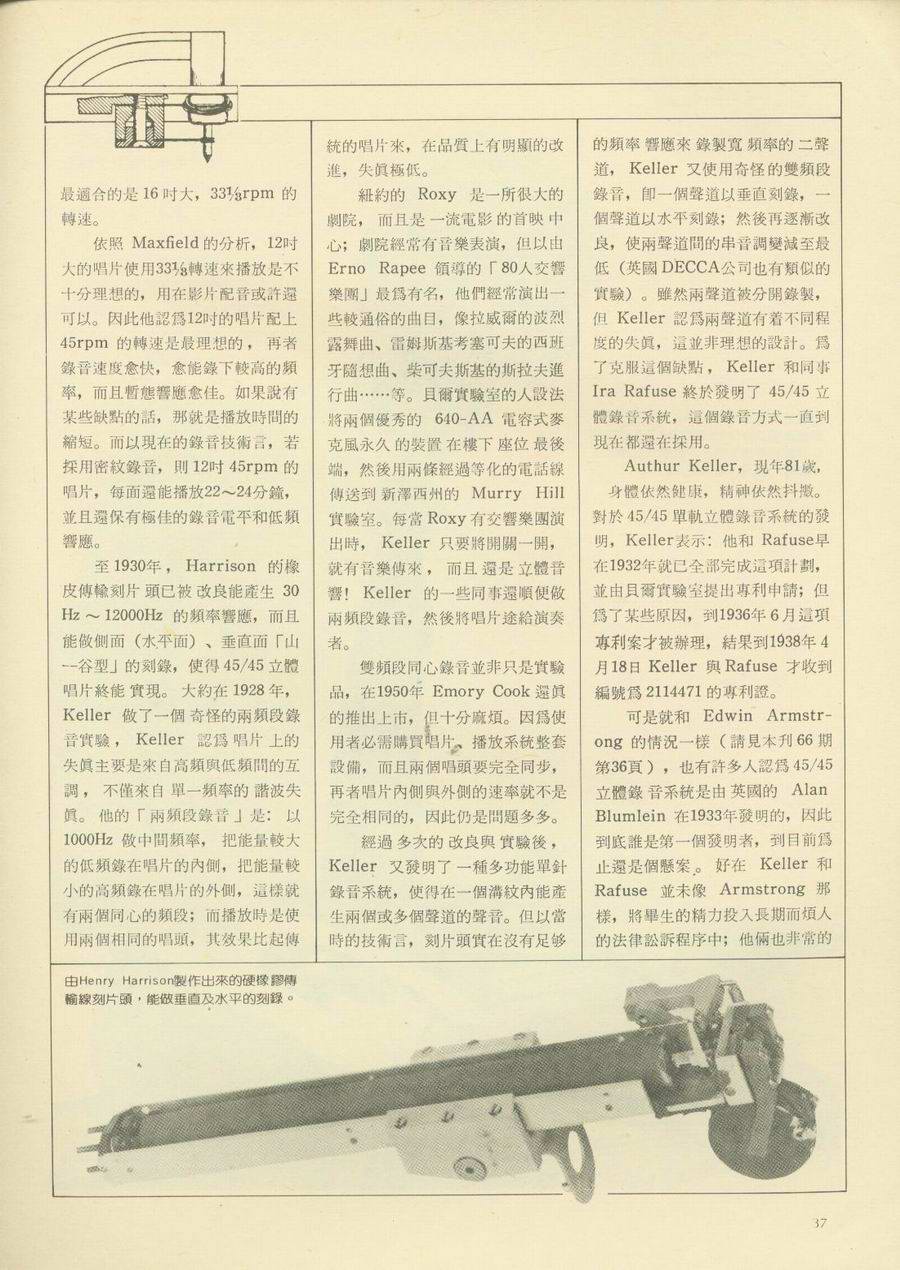 最適合的是 16 吋大，33⅓rpm 的
轉速。
依照 Maxfield 的分析，12吋
大的唱片使用33⅓轉速來播放是不
十分理想的，用在影片配音或許還
可以。因此他認爲12吋的唱片配上
45rpm 的轉速是最理想的，再者
錄音速度愈快，愈能錄下較高的頻
率，而且暫態響應愈佳。如果說有
某些缺點的話，那就是播放時間的
縮短。而以現在的錄音技術言，若
採用密紋錄音，則 12吋 45rpm 的
唱片，每面還能播放22～24分鐘，
並且還保有極佳的錄音電平和低頻
響應。
至 1930年，Harrison 的橡
皮傳輸刻片頭已被改良能產生 30
Hz ～ 12000Hz 的頻率響應，而且
能做側面（水平面）、垂直面「山
--谷型」的刻錄，使得 45/45 立體
唱片終能實現。大約在 1928 年，
Keller 做了一個奇怪的兩頻段錄
音實驗，Keller 認爲唱片上的
失眞主要是來自高頻與低頻間的互
調，不僅來自單一頻率的諧波失
眞。他的「兩頻段錄音」是：以
1000Hz 做中間頻率，把能量較大
的低頻錄在唱片的內側，把能量較
小的高頻錄在唱片的外側，這樣就
有兩個同心的頻段；而播放時是使
用兩個相同的唱頭，其效果比起傳
統的唱片來，在品質上有明顯的改
進，失眞極低。
紐約的 Roxy 是一所很大的
劇院，而且是一流電影的首映中
心；劇院經常有音樂表演，但以由
Erno Rapee 領導的「80人交響
樂團」最爲有名，他們經常演出一
些較通俗的曲目，像拉威爾的波烈
露舞曲、雷姆斯基考塞可夫的西班
牙隨想曲、柴可夫斯基的斯拉夫進
行曲……等。貝爾實驗室的人設法
將兩個優秀的 640-AA 電容式麥
克風永久的裝置在樓下座位最後
端，然後用兩條經過等化的電話線
傳送到新澤西州的 Murry Hill
實驗室。每當 Roxy 有交響樂團演
出時，Keller 只要將開關一開，
就有音樂傳來，而且還是立體音
響！Keller 的一些同事還順便做
兩頻段錄音，然後將唱片途給演奏
者。
雙頻段同心錄音並非只是實驗
品，在1950年 Emory Cook 還眞
的推出上市，但十分麻煩。因爲使
用者必需購買唱片、播放系統整套
設備，而且兩個唱頭要完全同步，
再者唱片內側與外側的速率就不是
完全相同的，因此仍是問題多多。
經過多次的改良與實驗後，
Keller 又發明了一種多功能單針
錄音系統，使得在一個溝紋內能產
生兩個或多個聲道的聲音。但以當
時的技術言，刻片頭實在沒有足够
的頻率響應來錄製寬頻率的二聲
道，Keller 又使用奇怪的雙頻段
錄音，卽一個聲道以垂直刻錄，一
個聲道以水平刻錄；然後再逐漸改
良，使兩聲道間的串音調變減至最
低（英國 DECCA公司也有類似的
實驗）。雖然兩聲道被分開錄製，
但 Keller 認爲兩聲道有着不同程
度的失眞，這並非理想的設計。爲
了克服這個缺點，Keller 和同事
Ira Rafuse 終於發明了 45/45 立
體錄音系統，這個錄音方式一直到
現在都還在採用。
Authur Keller，現年81歲，
身體依然健康，精神依然抖擻。
對於 45/45 單軌立體錄音系統的發
明，Keller表示：他和 Rafuse早
在1932年就已全部完成這項計劃，
並由貝爾實驗室提出專利申請；但
爲了某些原因，到1936年 6 月這項
專利案才被辦理，結果到1938年 4
月18日 Keller 與 Rafuse 才收到
編號爲 2114471 的專利證。
可是就和 Edwin Armstr-
ong 的情況一樣（請見本刊 66 期
第36頁），也有許多人認爲 45/45
立體錄音系統是由英國的 Alan
Blumlein 在1933年發明的，因此
到底誰是第一個發明者，到目前爲
止還是個懸案。好在 Keller 和
Rafuse 並未像 Armstrong 那
樣，將畢生的精力投入長期而煩人
的法律訟訴程序中；他倆也非常的
由Henry Harrison製作出來的硬橡膠傳
輸線刻片頭，能做垂直及水平的刻錄。
37